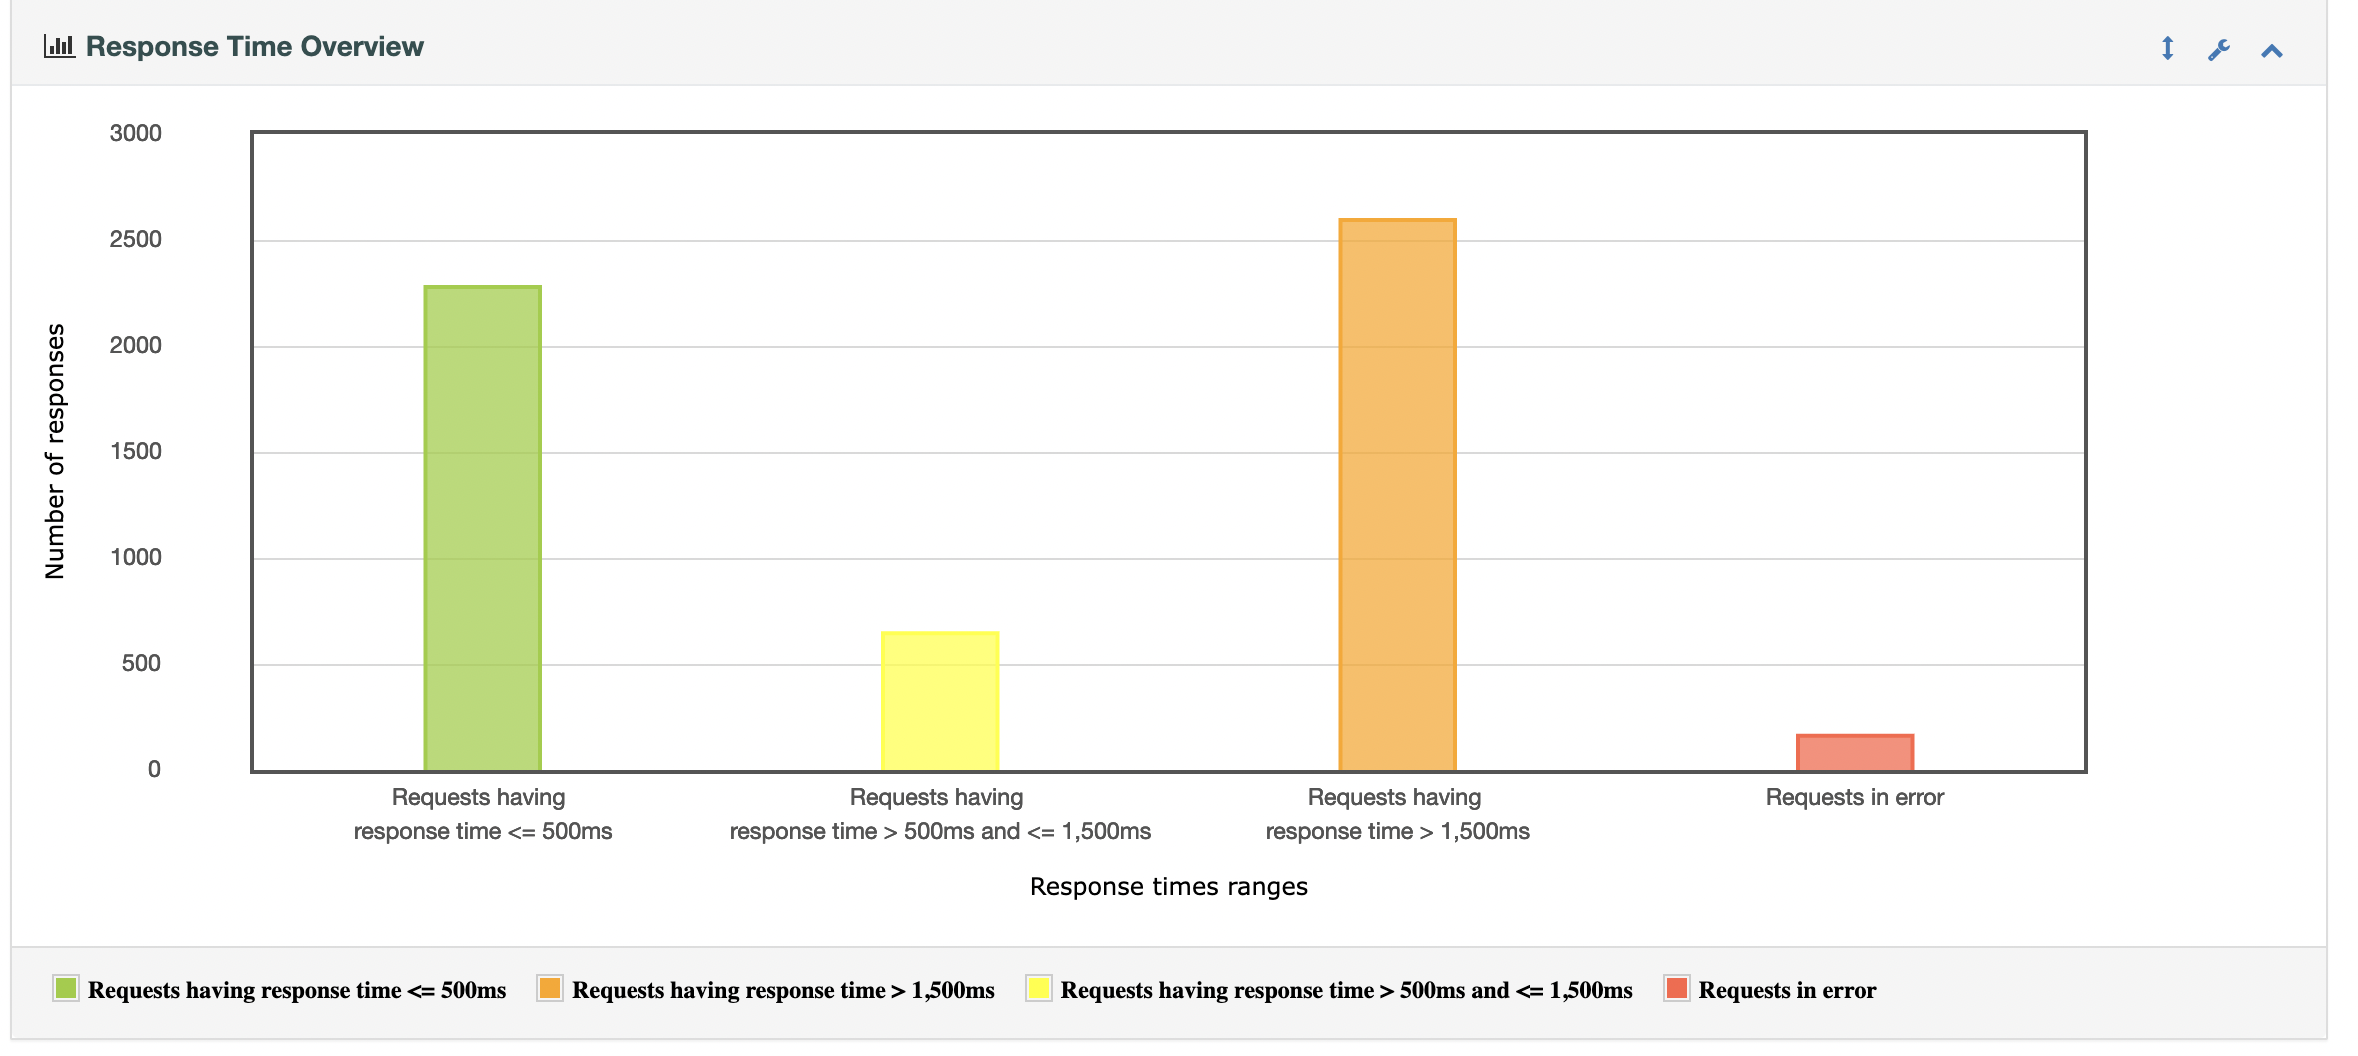 Response Time Overview
3000
2500
2000
1500
1000
500
0
Number of responses
Requests having
response time <= 500ms
Requests having
response time > 500ms and <= 1,500ms
Requests having
response time > 1,500ms
Requests in error
Response times ranges
Requests having response time <= 500ms
Requests having response time > 1,500ms
Requests having response time > 500ms and <= 1,500ms
Requests in error